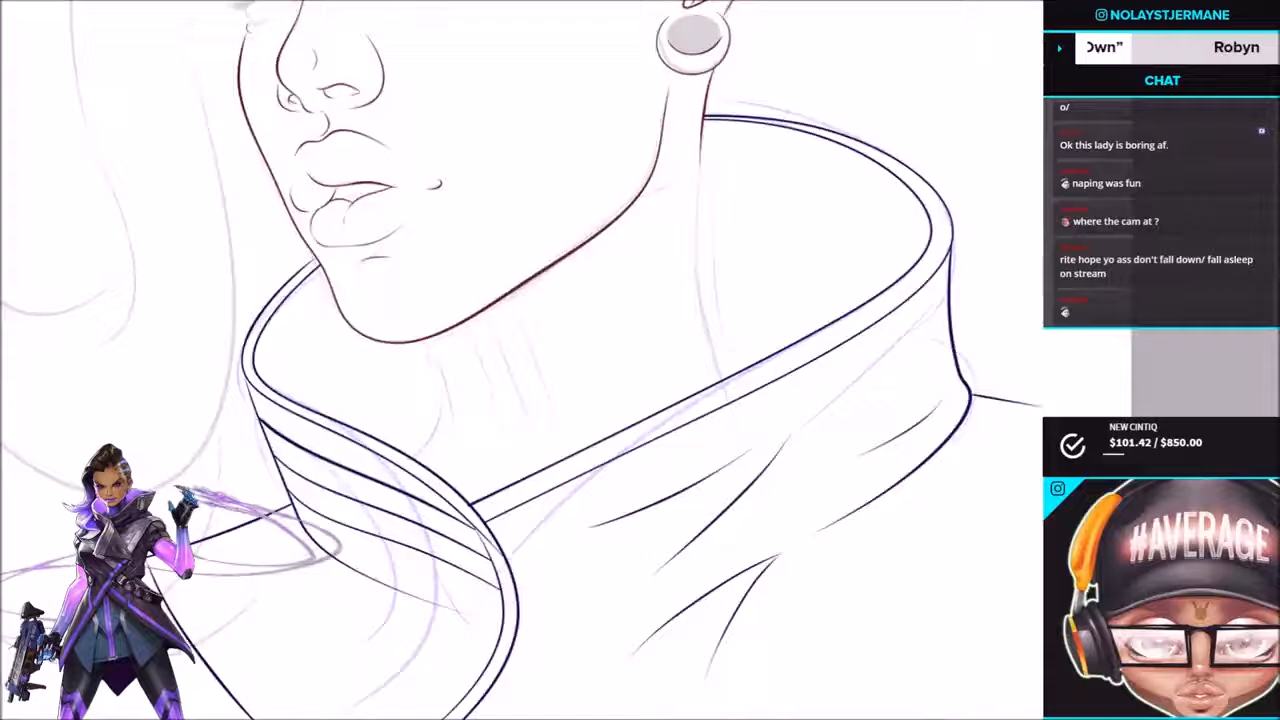 NOLAYSTJERMANE
Own” Robyn
CHAT
o/
Ok this lady is boring af.
naping was fun
where the cam at ?
rite hope yo ass don't fall down/ fall asleep
on stream
NEW CINTIQ
$101.42 / $850.00
#AVERAGE